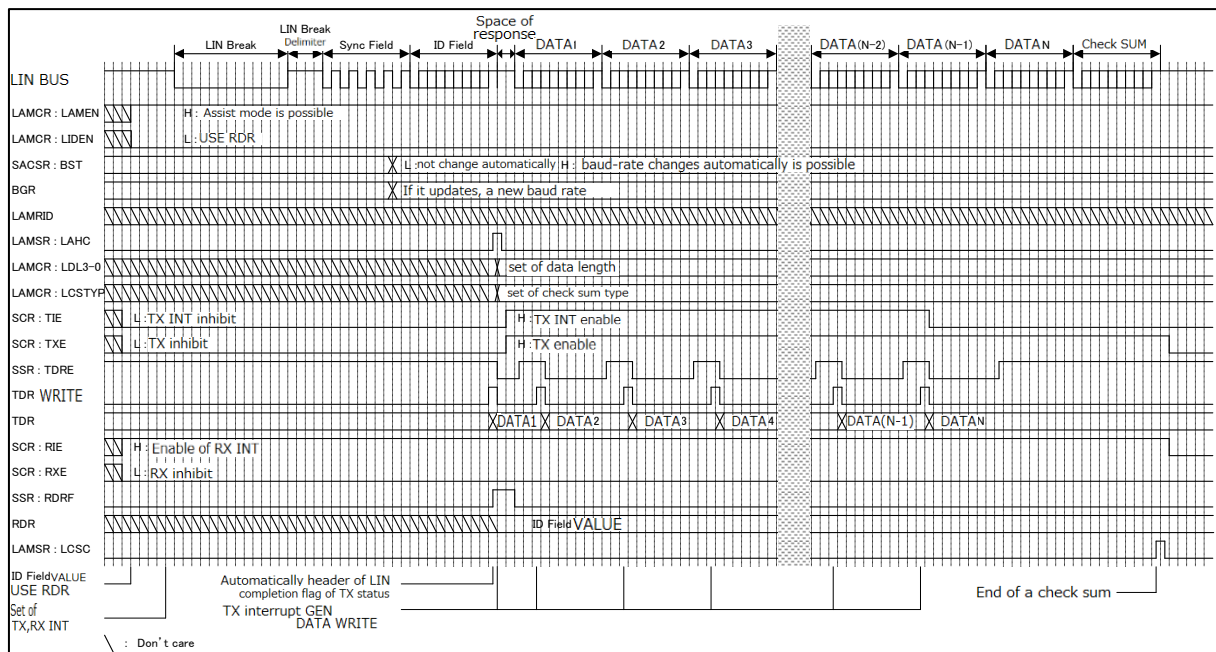 Space of
response
LIN Break
LIN Break
Delimiter
Sync Field
ID Field
DATA1
DATA2
DATA3
DATA(N-2)
DATA(N-1)
DATAN
Check SUM
LIN BUS
LAMCR : LAMEN
H : Assist mode is possible
LAMCR : LIDEN
L : USE RDR
SACSR : BST
L :not change automatically H : baud-rate changes automatically is possible
BGR
If it updates, a new baud rate
LAMRID
LAMSR : LAHC
LAMCR : LDL3-0
set of data length
LAMCR : LCSTYP
set of check sum type
SCR : TIE
L :TX INT inhibit
H :TX INT enable
SCR : TXE
L :TX inhibit
H :TX enable
SSR : TDRE
TDR WRITE
TDR
DATA1
DATA2
DATA3
DATA4
DATA(N-1)
DATAN
SCR : RIE
H : Enable of RX INT
SCR : RXE
L : RX inhibit
SSR : RDRF
RDR
ID Field VALUE
LAMSR : LCSC
ID Field VALUE
USE RDR
Set of
TX,RX INT
Automatically header of LIN
completion flag of TX status
TX interrupt GEN
DATA WRITE
End of a check sum
: Don't care